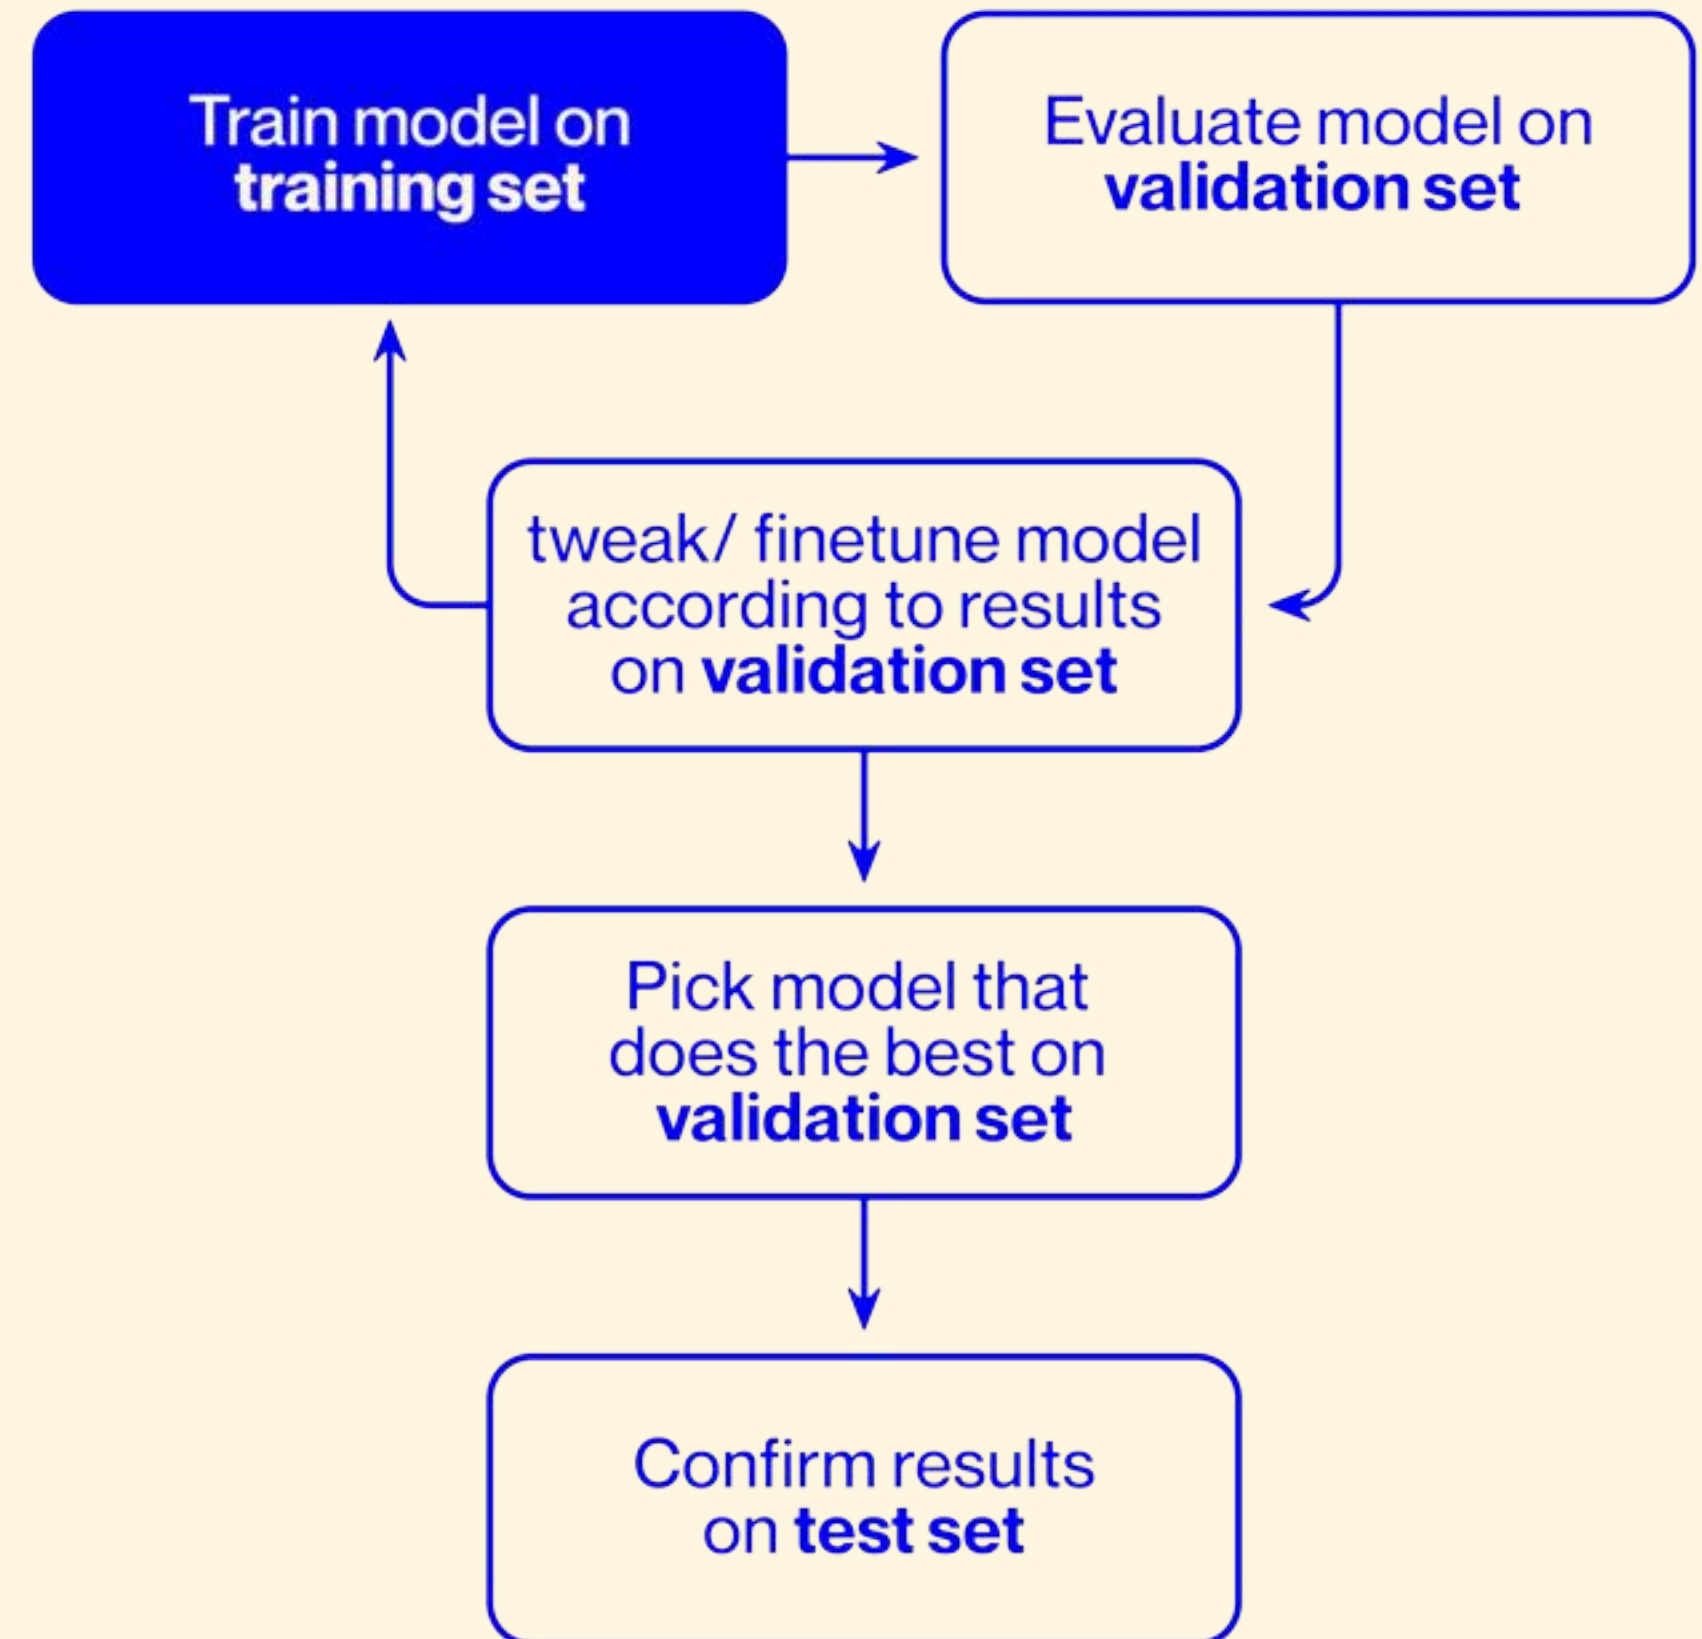 Train model on
training set
Evaluate model on
validation set
tweak/ finetune model
according to results
on validation set
Pick model that
does the best on
validation set
Confirm results
on test set